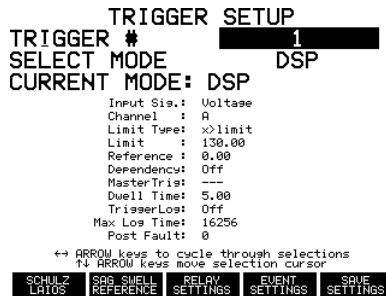 TRIGGER SETUP
TRIGGER # 1
SELECT MODE DSP
CURRENT MODE: DSP
Input Sig.: Voltage
Channel : A
Limit Type: x>limit
Limit : 130.00
Reference : 0.00
Dependency: Off
MasterTrig: ---
Dwell Time: 5.00
TriggerLog: Off
Max Log Time: 16256
Post Fault: 0
↔ ARROW keys to cycle through selections
↑↓ ARROW keys move selection cursor
SCHULZ LAIOS SAG SWELL REFERENCE RELAY SETTINGS EVENT SETTINGS SAVE SETTINGS